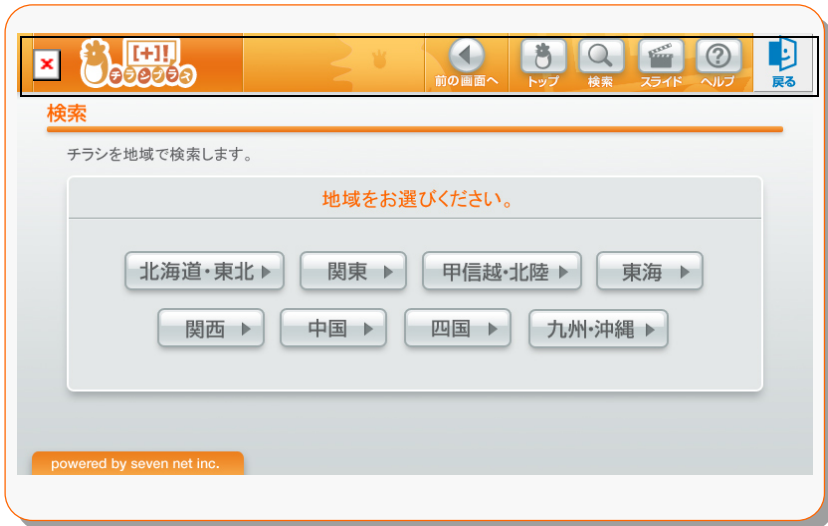 [+]!!
チラシプラス
前の画面へ
トップ
検索
スライド
ヘルプ
戻る
検索
チラシを地域で検索します。
地域をお選びください。
北海道・東北
関東
甲信越・北陸
東海
関西
中国
四国
九州・沖縄
powered by seven net inc.